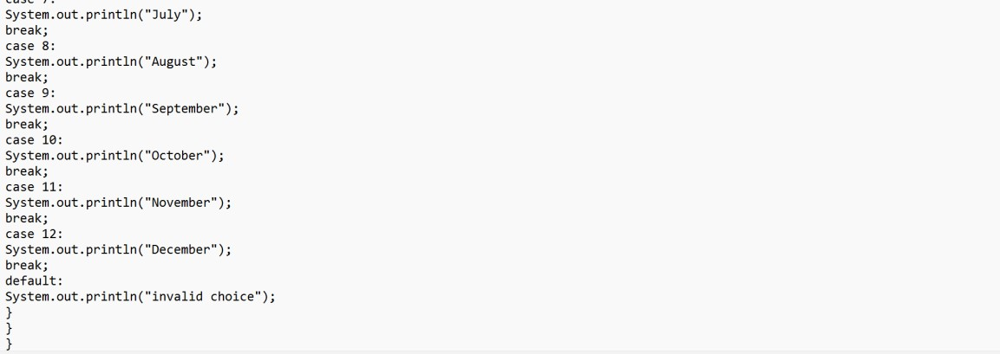 case 7:
System.out.println("July");
break;
case 8:
System.out.println("August");
break;
case 9:
System.out.println("September");
break;
case 10:
System.out.println("October");
break;
case 11:
System.out.println("November");
break;
case 12:
System.out.println("December");
break;
default:
System.out.println("invalid choice");
}
}
}